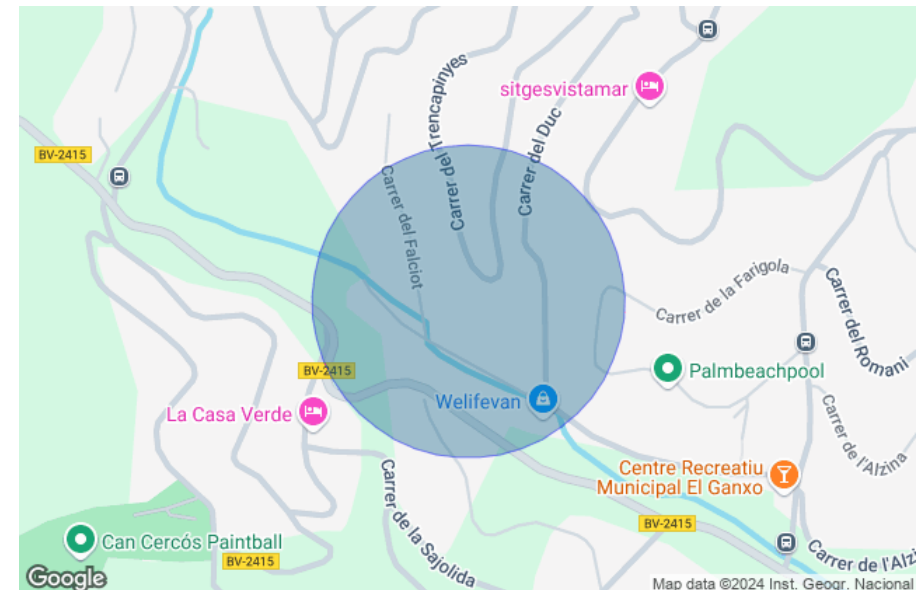 sitgesvistamar
Carrer del Trencapinyes
Carrer del Duc
BV-2415
Carrer del Falciot
Carrer de la Farigola
Carrer del Romaní
BV-2415
Palmbeachpool
Welifevan
La Casa Verde
Carrer de l'Alzina
Centre Recreatiu
Municipal El Ganxo
Carrer de la Sajolida
BV-2415
Can Cercós Paintball
BV-2415
Carrer de l'Alz
Google
Map data ©2024 Inst. Geogr. Nacional